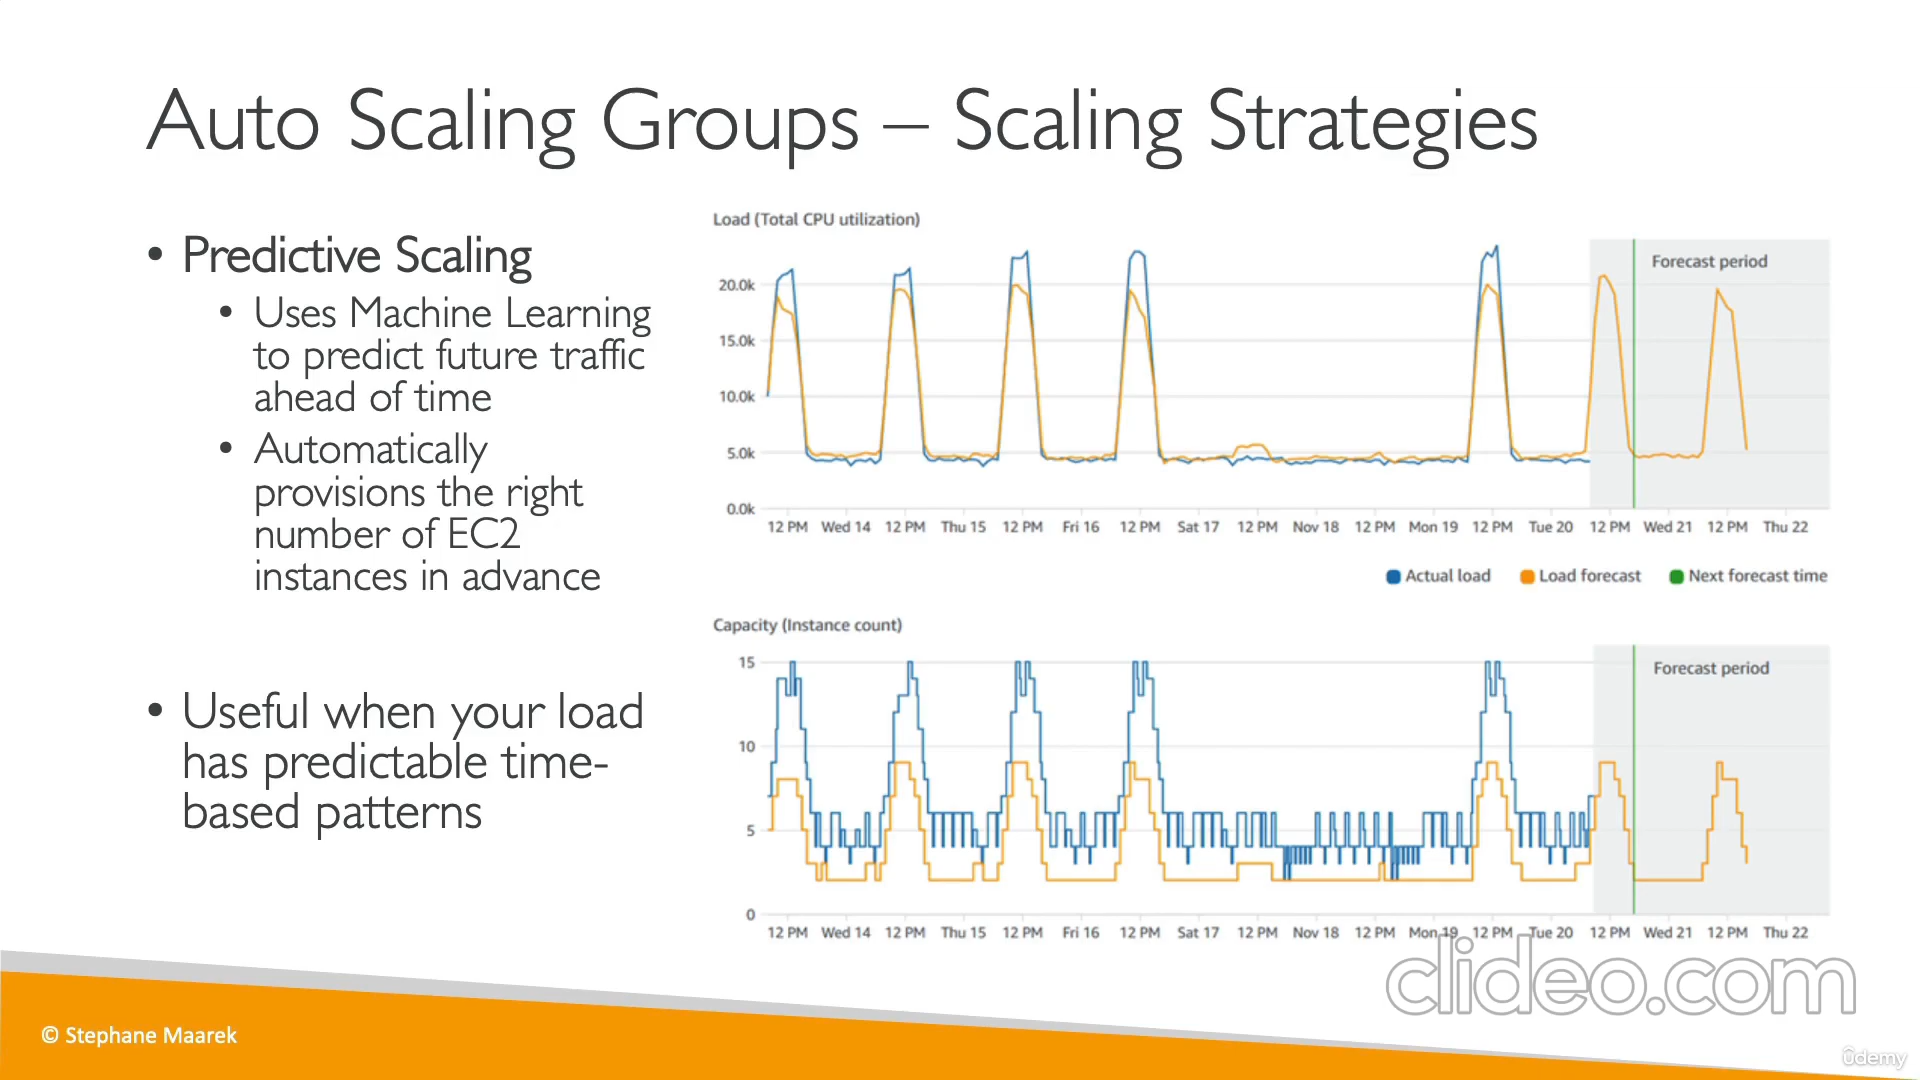 Auto Scaling Groups – Scaling Strategies
• Predictive Scaling
• Uses Machine Learning
to predict future traffic
ahead of time
• Automatically
provisions the right
number of EC2
instances in advance
• Useful when your load
has predictable time-
based patterns
Load (Total CPU utilization)
Forecast period
20.0k
15.0k
10.0k
5.0k
0.0k
12 PM Wed 14 12 PM Thu 15 12 PM Fri 16 12 PM Sat 17 12 PM Nov 18 12 PM Mon 19 12 PM Tue 20 12 PM Wed 21 12 PM Thu 22
Actual load Load forecast Next forecast time
Capacity (Instance count)
Forecast period
15
10
5
0
12 PM Wed 14 12 PM Thu 15 12 PM Fri 16 12 PM Sat 17 12 PM Nov 18 12 PM Mon 19 12 PM Tue 20 12 PM Wed 21 12 PM Thu 22
clideo.com
© Stephane Maarek
ûdemy